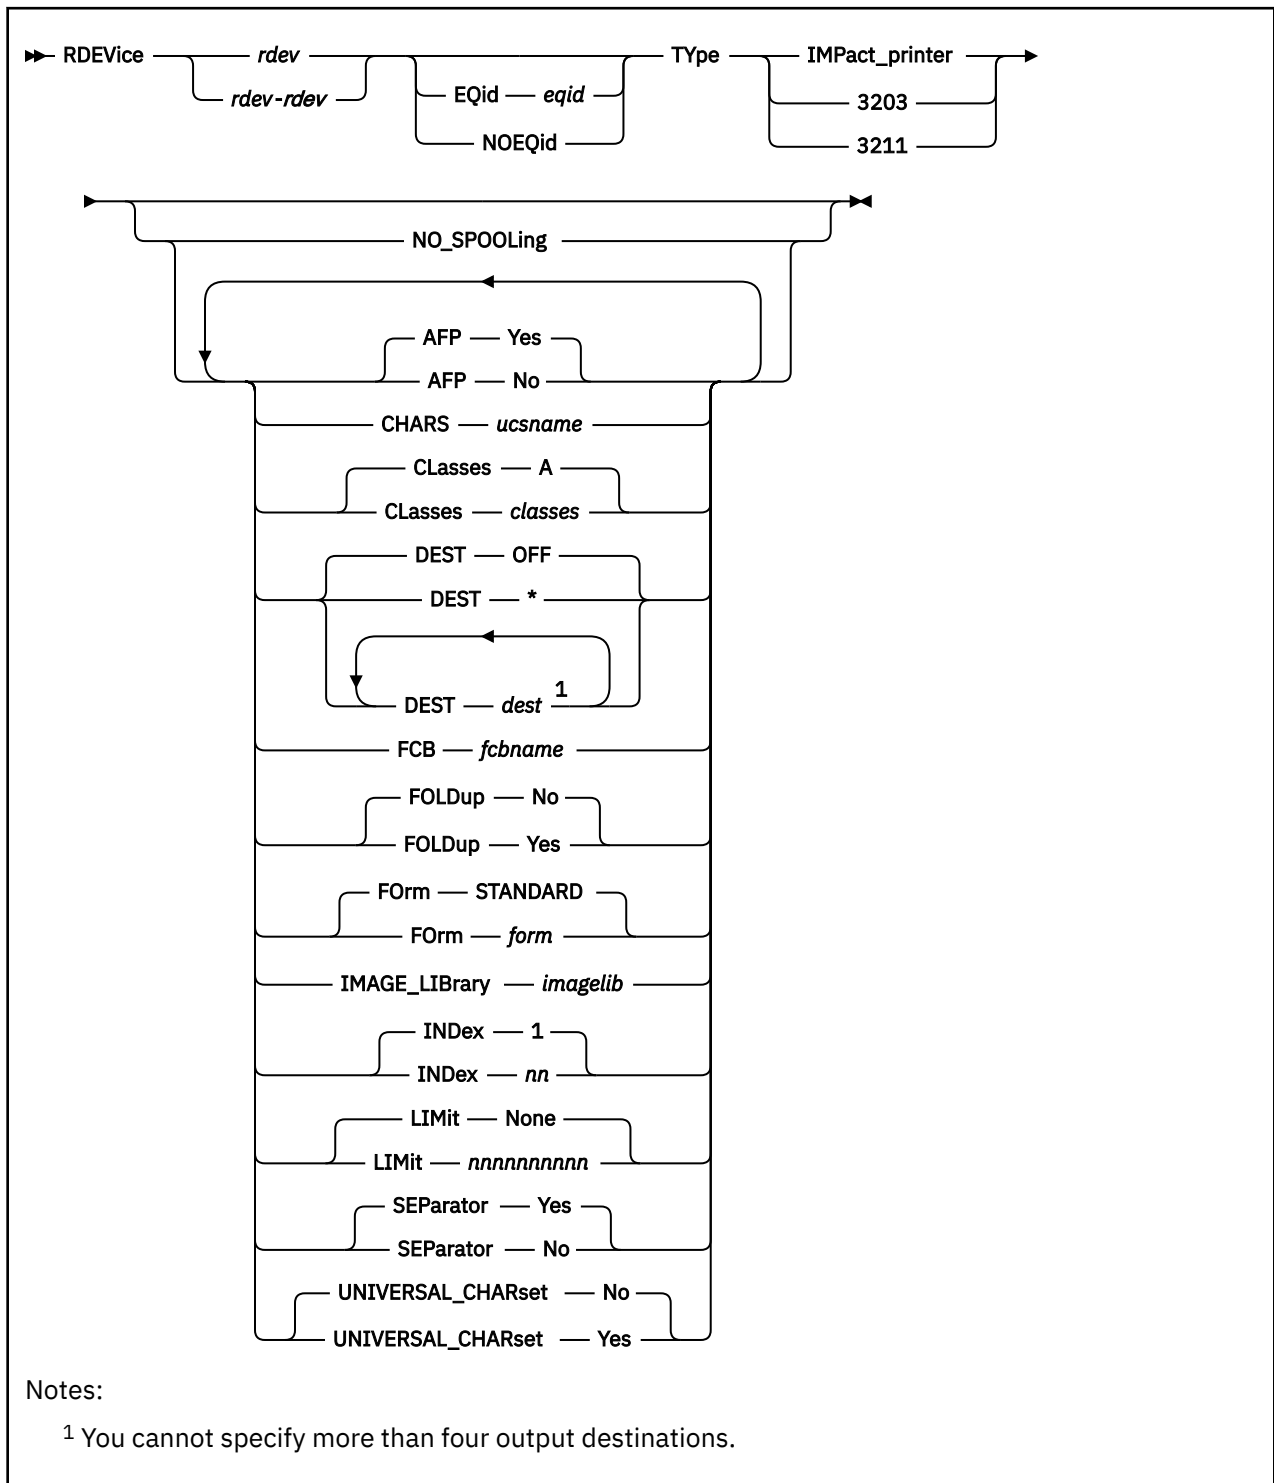 RDEVice rdev TYpe IMPact_printer
rdev-rdev EQid eqid 3203
NOEQid 3211
NO_SPOOLing
AFP Yes
AFP No
CHARS ucsname
CLasses A
CLasses classes
DEST OFF
DEST *
DEST dest 1
FCB fcbname
FOLDup No
FOLDup Yes
FOrm STANDARD
FOrm form
IMAGE_LIBrary imagelib
INDex 1
INDex nn
LIMit None
LIMit nnnnnnnnnn
SEParator Yes
SEParator No
UNIVERSAL_CHARset No
UNIVERSAL_CHARset Yes
Notes:
1 You cannot specify more than four output destinations.